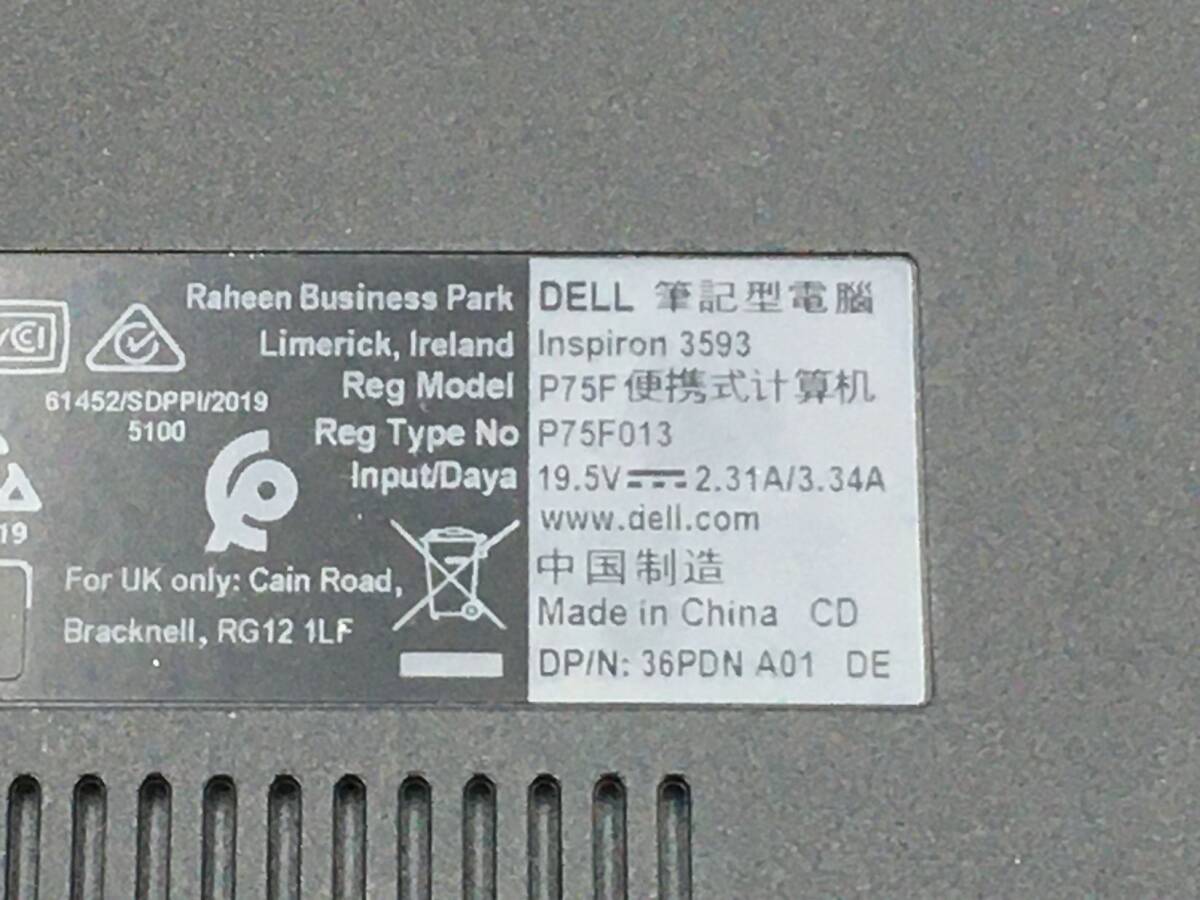 Raheen Business Park DELL 筆記型電腦
Limerick, Ireland Inspiron 3593
Reg Model P75F 便携式计算机
61452/SDPPI/2019
5100
Reg Type No P75F013
Input/Daya 19.5V⎓2.31A/3.34A
www.dell.com
19
中国制造
For UK only: Cain Road,
Bracknell, RG12 1LF
Made in China CD
DP/N: 36PDN A01 DE